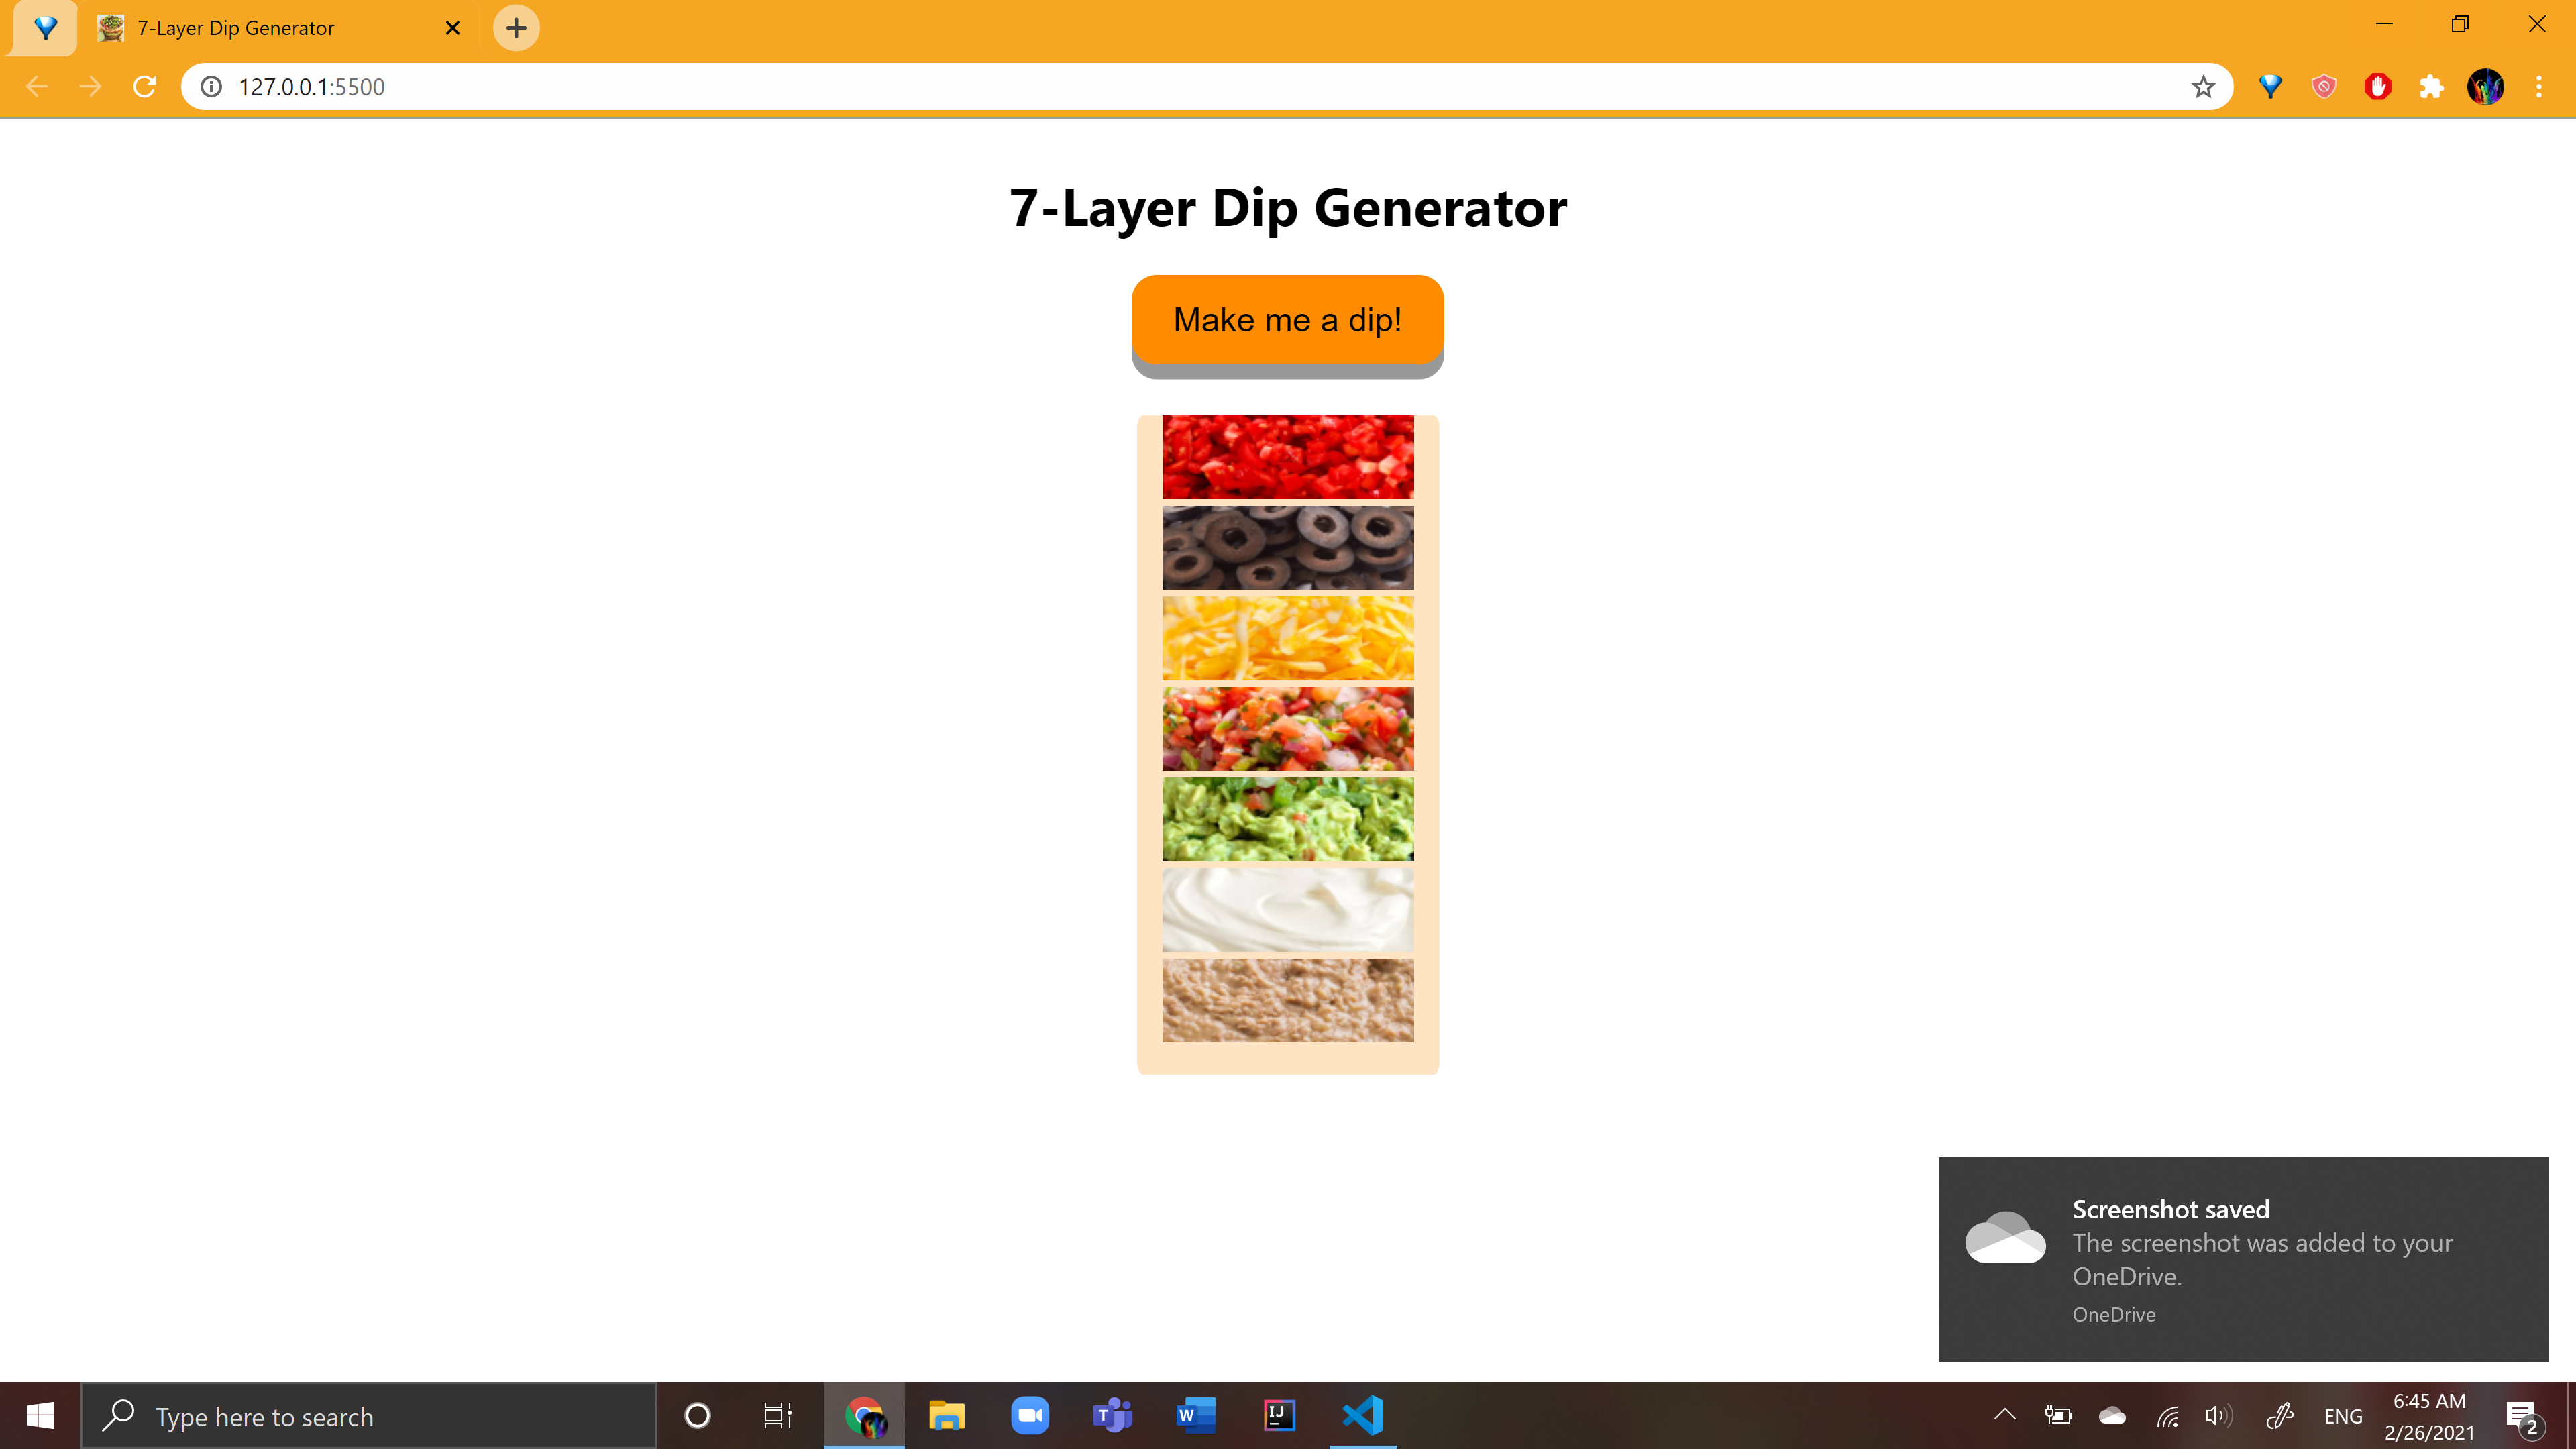 7-Layer Dip Generator
127.0.0.1:5500
7-Layer Dip Generator
Make me a dip!
Screenshot saved
The screenshot was added to your
OneDrive.
OneDrive
Type here to search
T
W
IJ
ENG
6:45 AM
2/26/2021
2